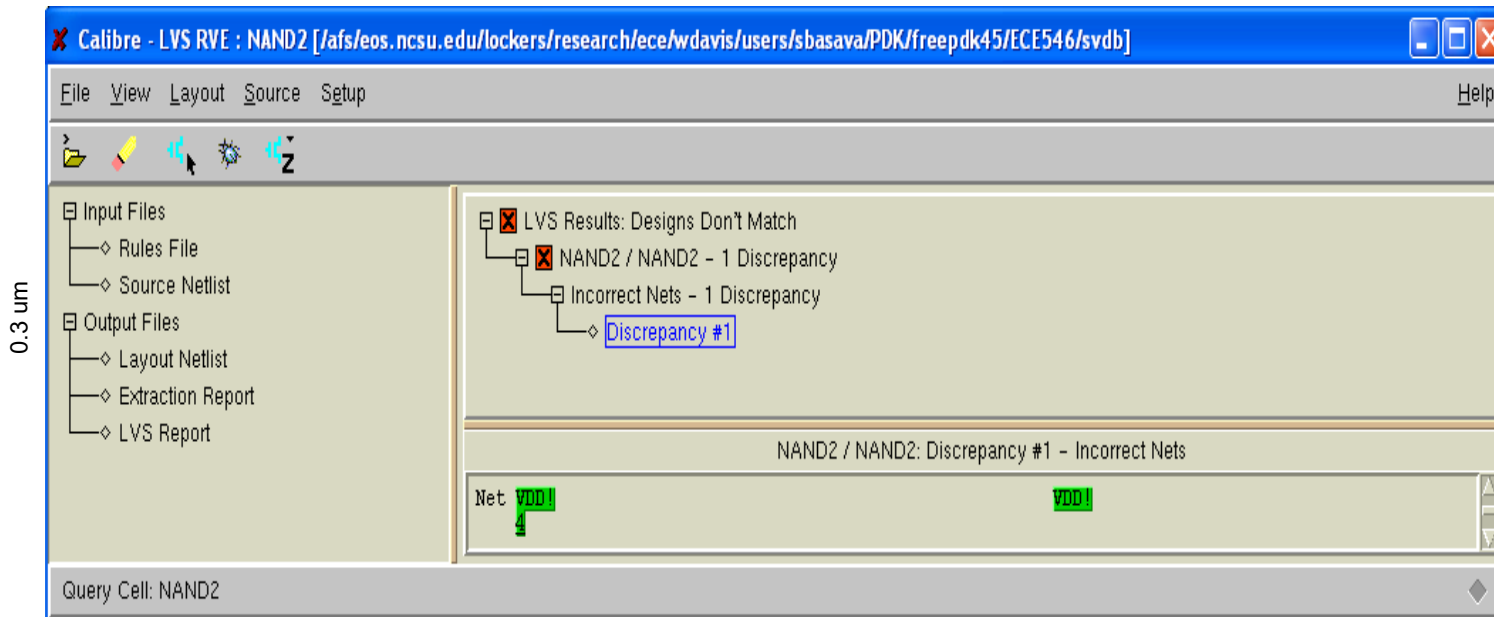 Calibre - LVS RVE : NAND2 [/afs/eos.ncsu.edu/lockers/research/ece/wdavis/users/sbasava/PDK/freepdk45/ECE546/svdb]
File View Layout Source Setup Help
Z
Input Files
Rules File
Source Netlist
Output Files
Layout Netlist
Extraction Report
LVS Report
0.3 um
LVS Results: Designs Don't Match
NAND2 / NAND2 - 1 Discrepancy
Incorrect Nets - 1 Discrepancy
Discrepancy #1
NAND2 / NAND2: Discrepancy #1 - Incorrect Nets
Net VDD! VDD!
4
Query Cell: NAND2